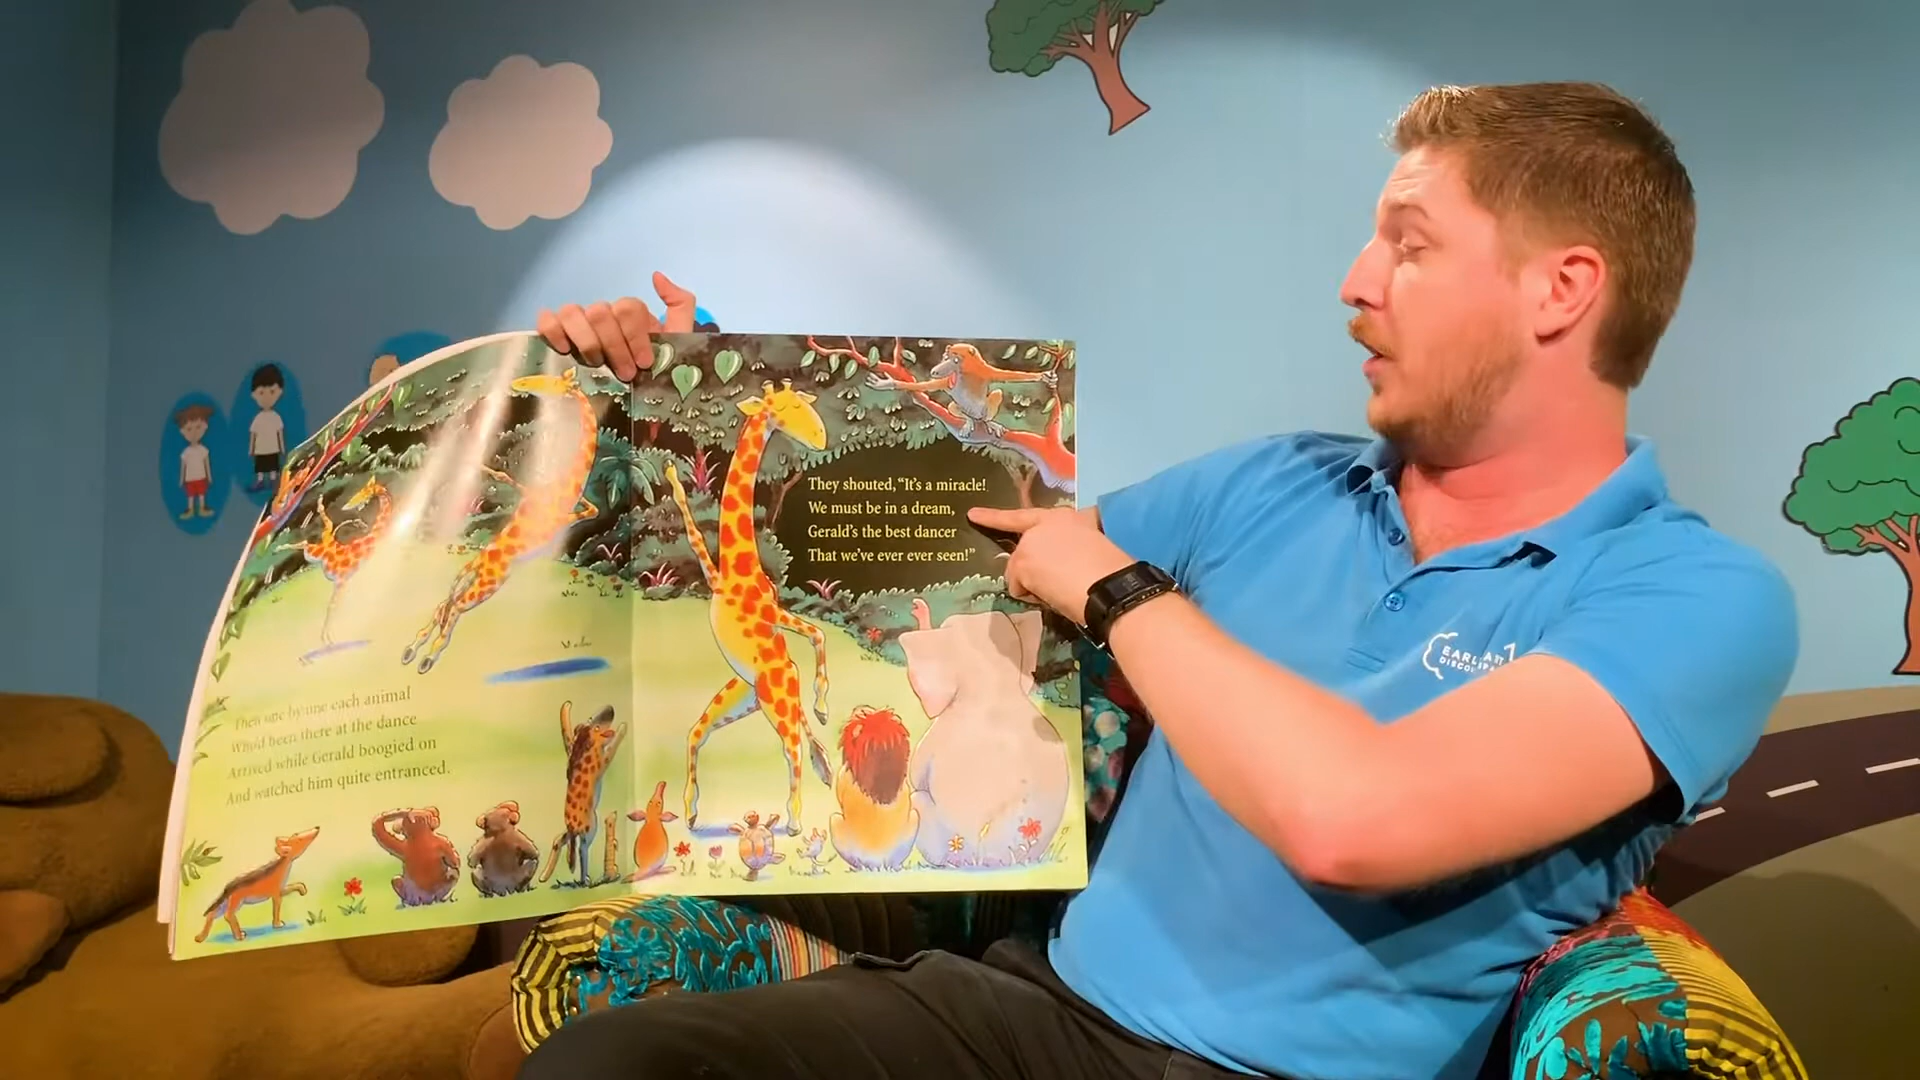 Then one by one each animal
Who'd been there at the dance
Arrived while Gerald boogied on
And watched him quite entranced.
They shouted, “It's a miracle!
We must be in a dream,
Gerald's the best dancer
That we've ever ever seen!”